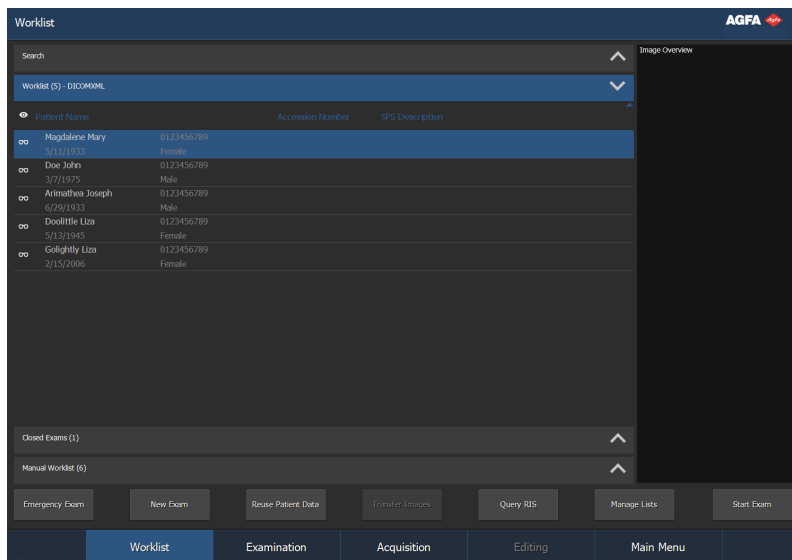 Worklist
AGFA
Search
Image Overview
Worklist (5) - DICOMXML
Patient Name Accession Number SPS Description
Magdalene Mary 0123456789
5/11/1933 Female
Doe John 0123456789
3/7/1975 Male
Arimathea Joseph 0123456789
6/29/1933 Male
Doolittle Liza 0123456789
5/13/1945 Female
Golightly Liza 0123456789
2/15/2006 Female
Closed Exams (1)
Manual Worklist (6)
Emergency Exam New Exam Reuse Patient Data Transfer Images Query RIS Manage Lists Start Exam
Worklist Examination Acquisition Editing Main Menu